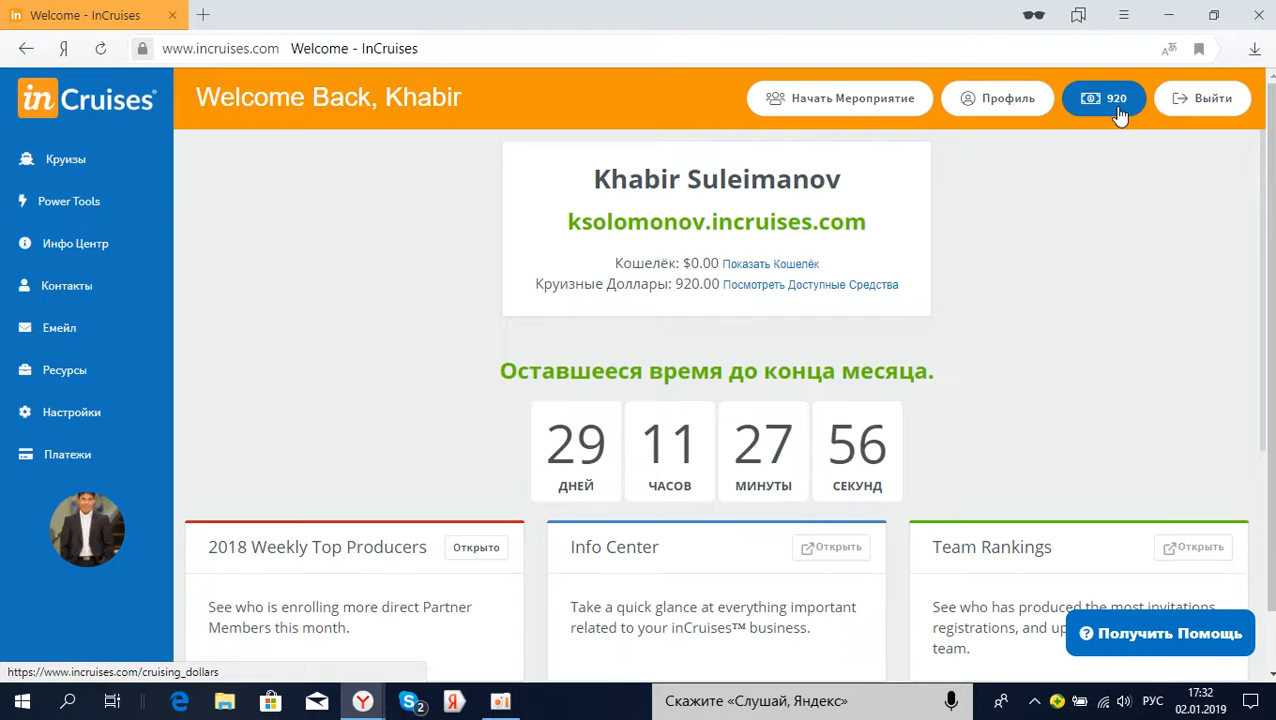 in Welcome - InCruises
www.incruises.com Welcome - InCruises
inCruises®
Welcome Back, Khabir
Начать Мероприятие
Профиль
920
Выйти
Круизы
Power Tools
Инфо Центр
Контакты
Емейл
Ресурсы
Настройки
Платежи
Khabir Suleimanov
ksolomonov.incruises.com
Кошелёк: $0.00 Показать Кошелёк
Круизные Доллары: 920.00 Посмотреть Доступные Средства
Оставшееся время до конца месяца.
29 11 27 56
ДНЕЙ ЧАСОВ МИНУТЫ СЕКУНД
2018 Weekly Top Producers Открыто
See who is enrolling more direct Partner
Members this month.
Info Center Открыть
Take a quick glance at everything important
related to your inCruises™ business.
Team Rankings Открыть
See who has produced the most invitations,
registrations, and up
team.
Получить Помощь
https://www.incruises.com/cruising_dollars
2
Скажите «Слушай, Яндекс»
РУС
17:32
02.01.2019